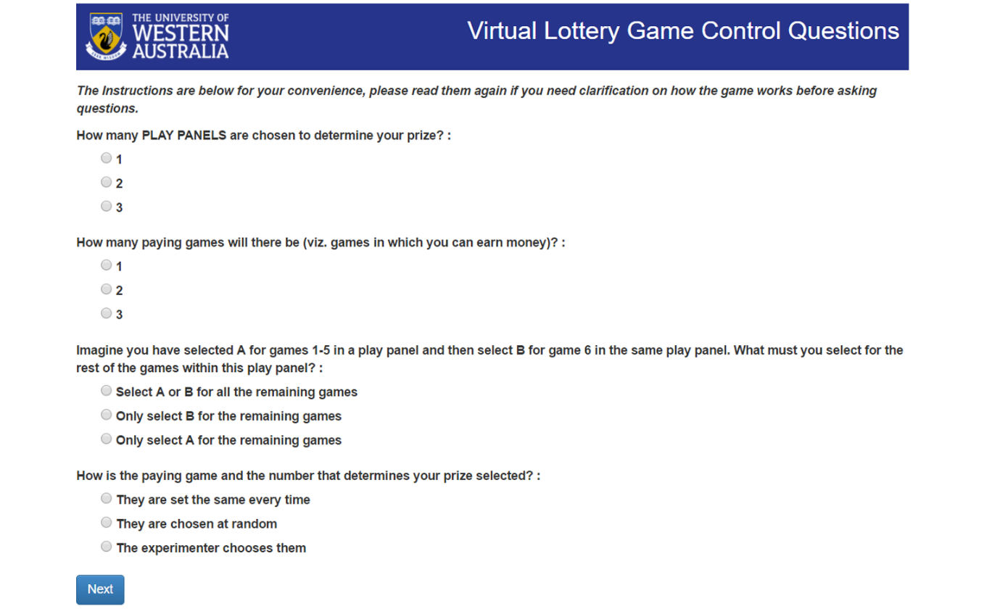 THE UNIVERSITY OF
WESTERN
AUSTRALIA
SEEK WISDOM
Virtual Lottery Game Control Questions
The Instructions are below for your convenience, please read them again if you need clarification on how the game works before asking
questions.
How many PLAY PANELS are chosen to determine your prize? :
1
2
3
How many paying games will there be (viz. games in which you can earn money)? :
1
2
3
Imagine you have selected A for games 1-5 in a play panel and then select B for game 6 in the same play panel. What must you select for the
rest of the games within this play panel? :
Select A or B for all the remaining games
Only select B for the remaining games
Only select A for the remaining games
How is the paying game and the number that determines your prize selected? :
They are set the same every time
They are chosen at random
The experimenter chooses them
Next